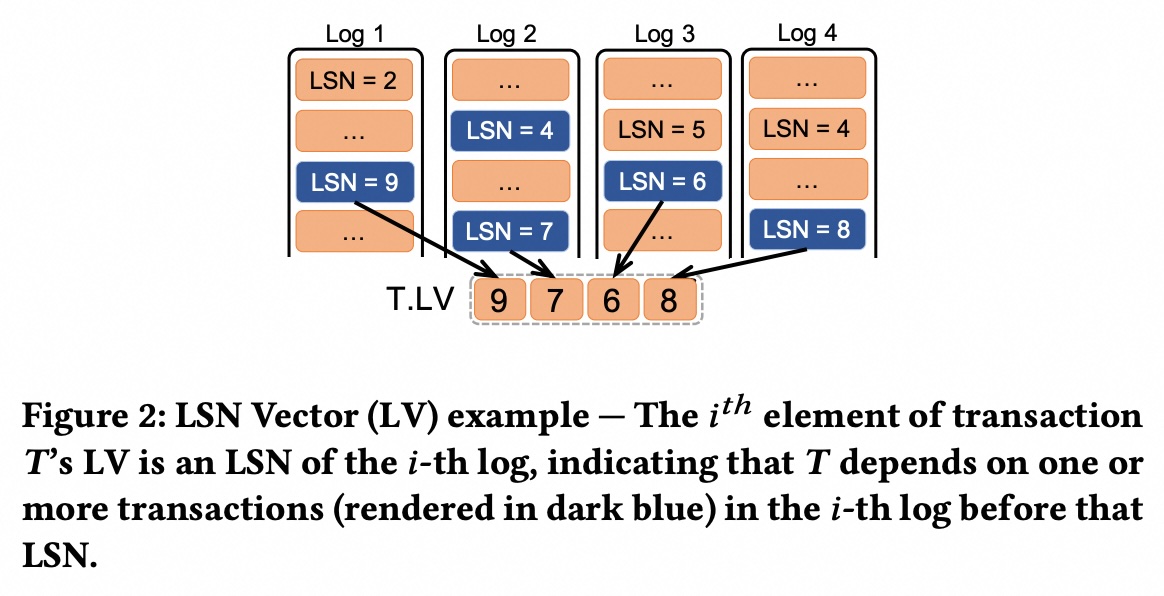 Log 1 Log 2 Log 3 Log 4
LSN = 2 ... ... ...
... LSN = 4 LSN = 5 LSN = 4
LSN = 9 ... LSN = 6 ...
... LSN = 7 ... LSN = 8
T.LV 9 7 6 8
Figure 2: LSN Vector (LV) example — The iᵗʰ element of transaction
T’s LV is an LSN of the i-th log, indicating that T depends on one or
more transactions (rendered in dark blue) in the i-th log before that
LSN.